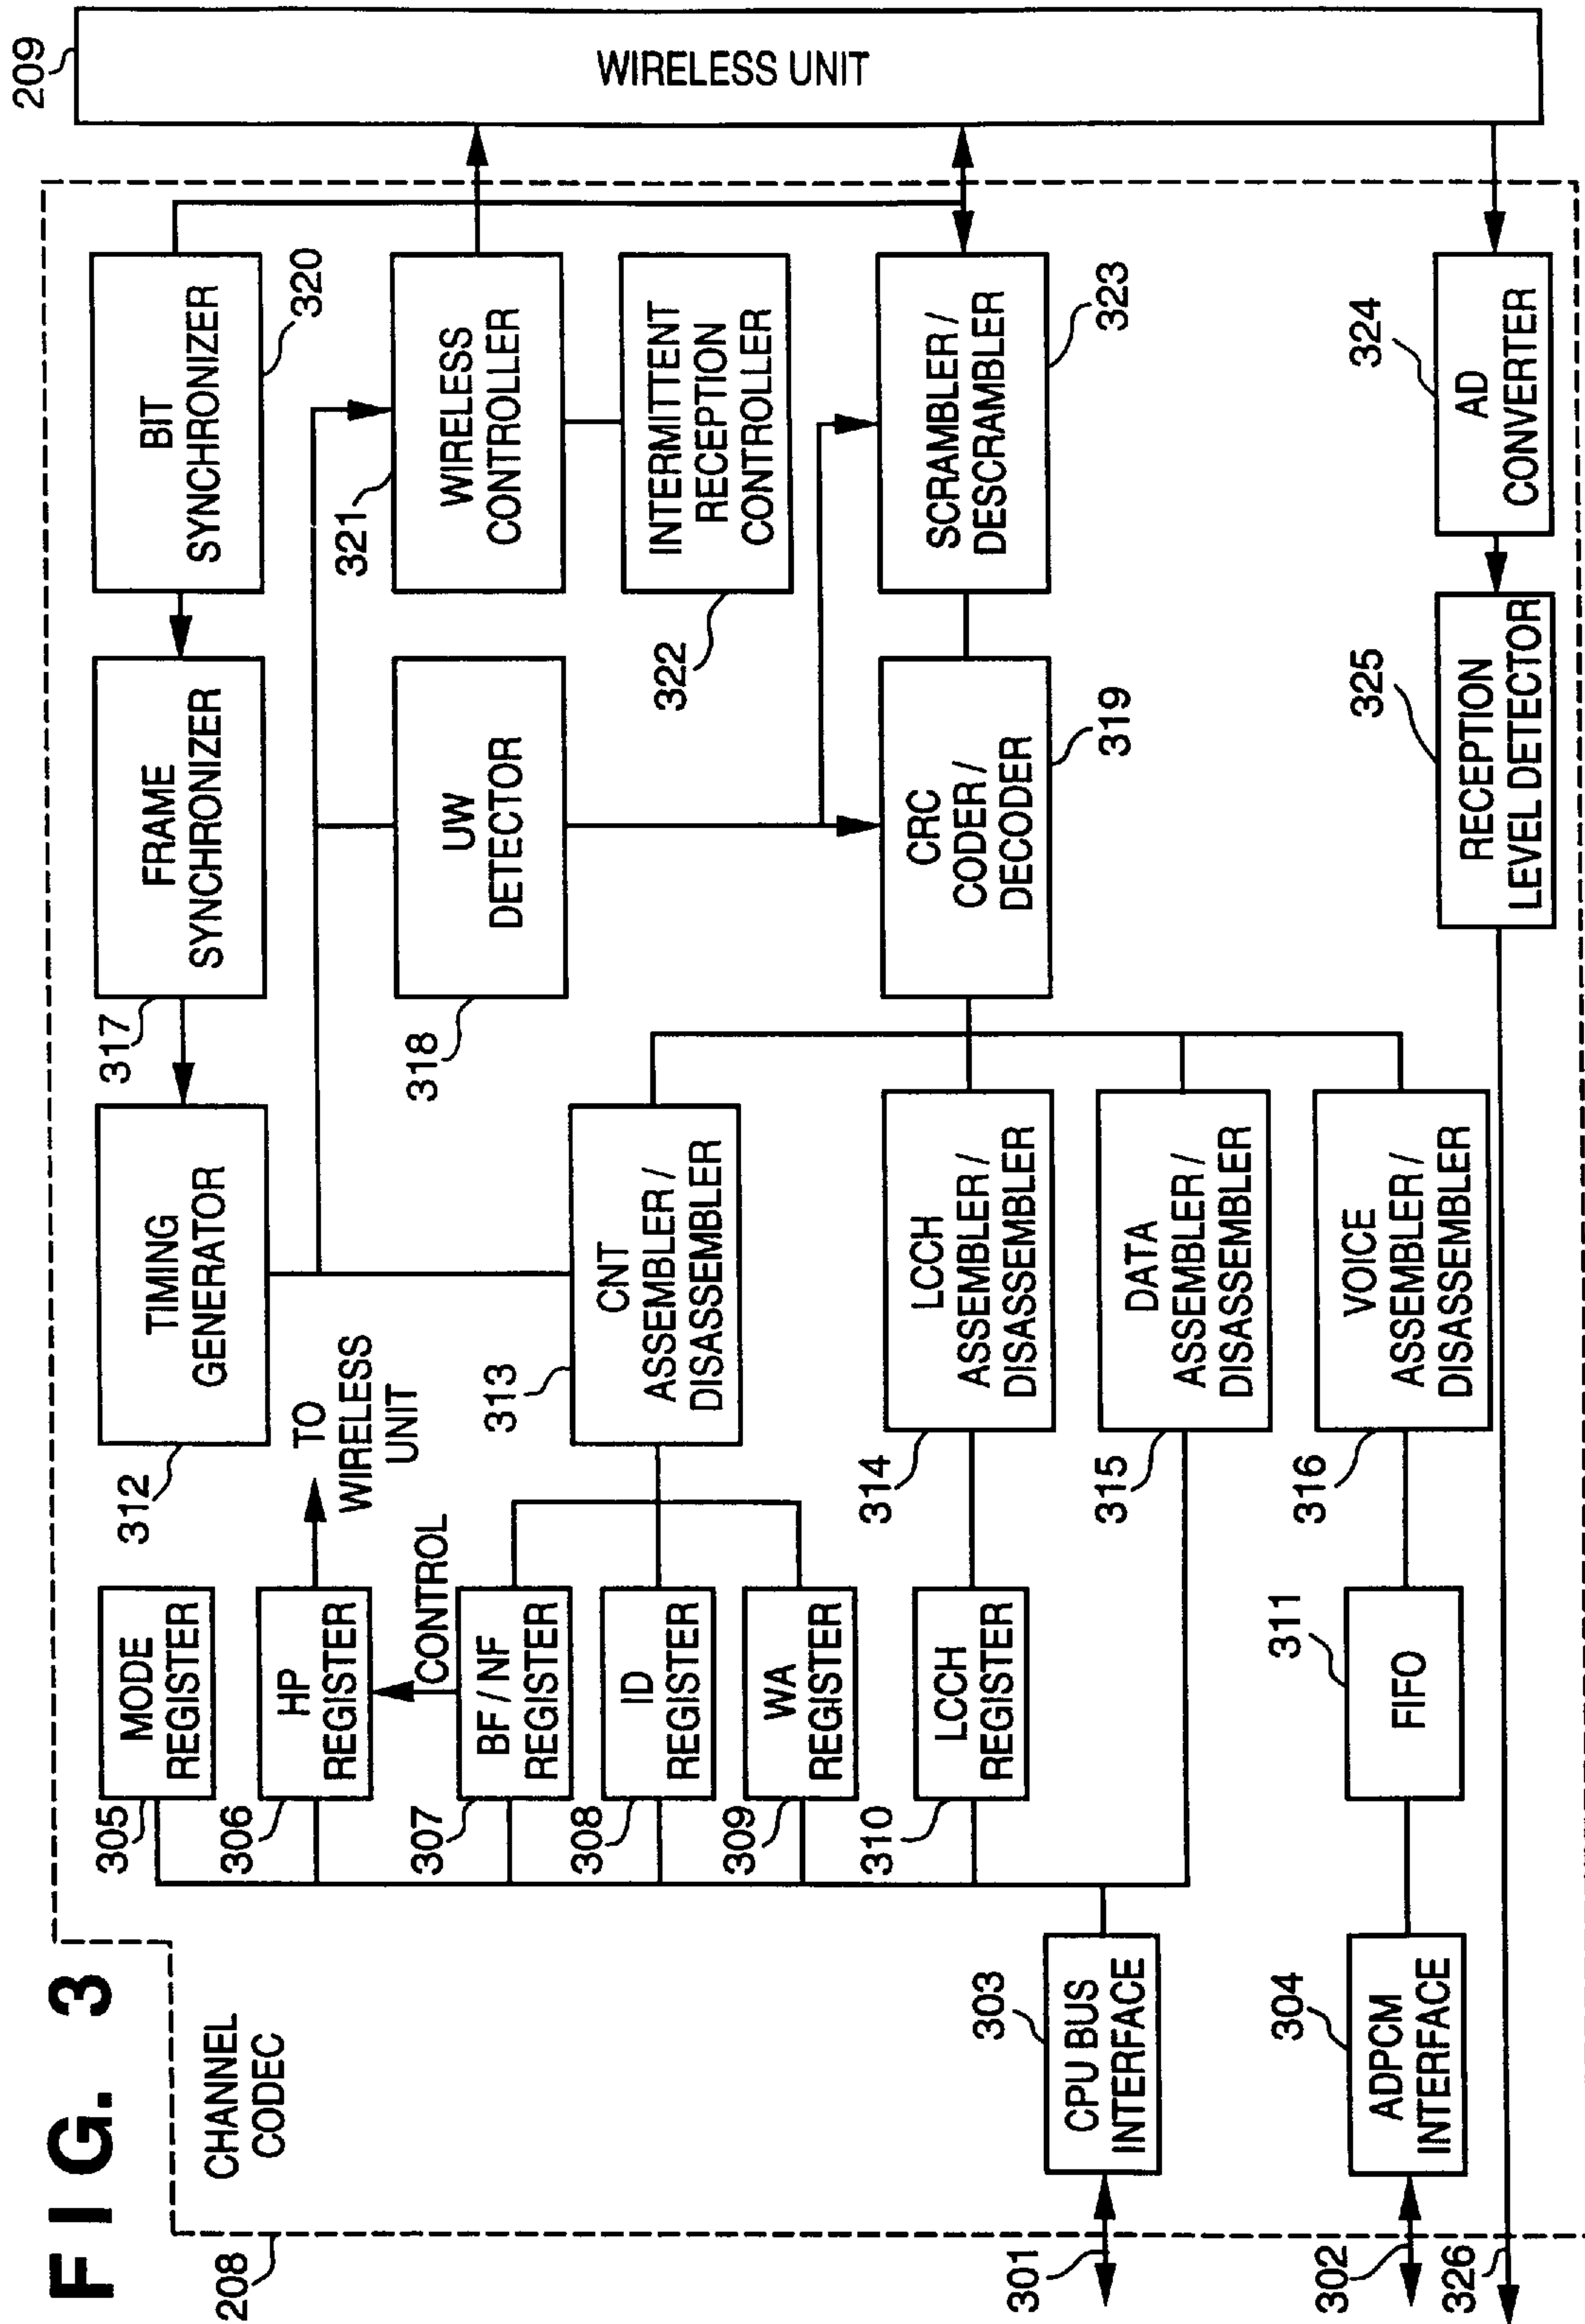 FIG. 3
CHANNEL
CODEC
208
301
302
326
303
CPU BUS
INTERFACE
304
ADPCM
INTERFACE
305
MODE
REGISTER
306
HP
REGISTER
TO
WIRELESS
UNIT
CONTROL
307
BF / NF
REGISTER
308
ID
REGISTER
309
WA
REGISTER
310
LCCH
REGISTER
311
FIFO
312
TIMING
GENERATOR
313
CNT
ASSEMBLER /
DISASSEMBLER
314
LCCH
ASSEMBLER /
DISASSEMBLER
315
DATA
ASSEMBLER /
DISASSEMBLER
316
VOICE
ASSEMBLER /
DISASSEMBLER
317
FRAME
SYNCHRONIZER
318
UW
DETECTOR
319
CRC
CODER /
DECODER
320
BIT
SYNCHRONIZER
321
WIRELESS
CONTROLLER
322
INTERMITTENT
RECEPTION
CONTROLLER
323
SCRAMBLER /
DESCRAMBLER
324
AD
CONVERTER
325
RECEPTION
LEVEL DETECTOR
209
WIRELESS UNIT